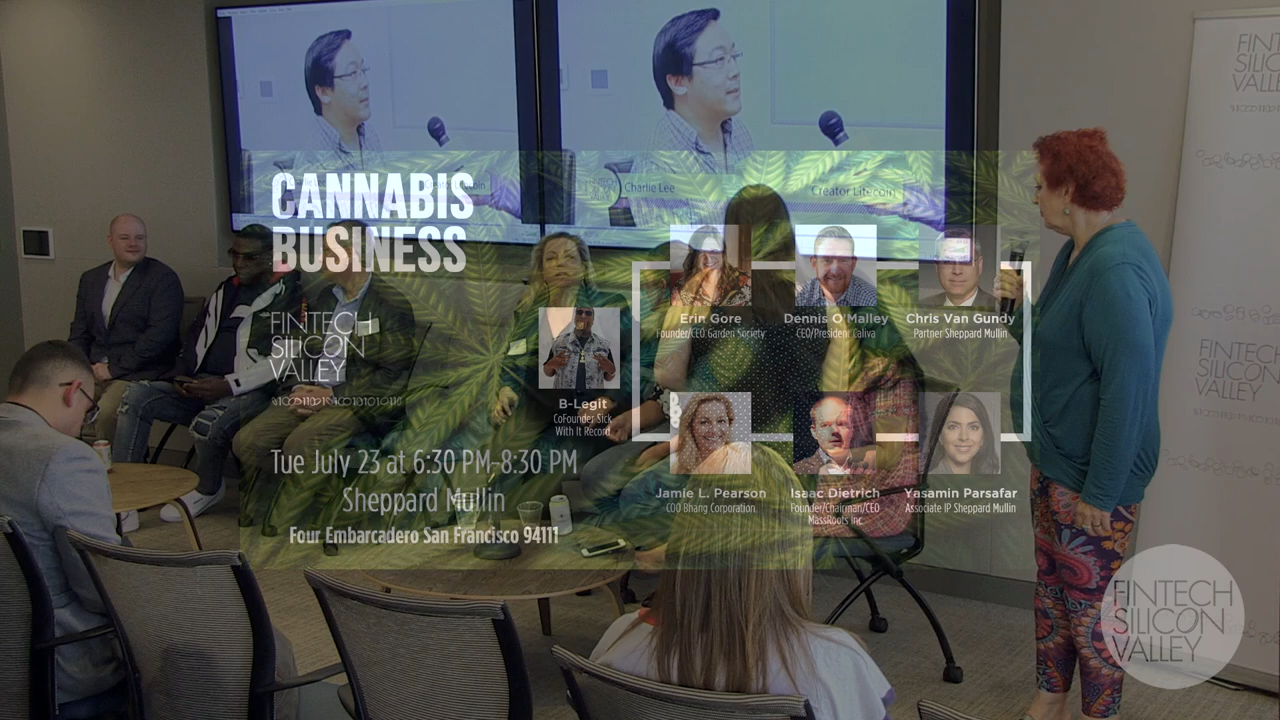 FINTECH
SILICON
VALLEY
Charlie Lee
Creator Litecoin
CANNABIS
BUSINESS
FINTECH
SILICON
VALLEY
Tue July 23 at 6:30 PM-8:30 PM
Sheppard Mullin
Four Embarcadero San Francisco 94111
B-Legit
CoFounder Sick
With It Record
Erin Gore
Founder/CEO Garden Society
Dennis O'Malley
CEO/President Caliva
Chris Van Gundy
Partner Sheppard Mullin
Jamie L. Pearson
COO Bhang Corporation
Isaac Dietrich
Founder/Chairman/CEO
MassRoots Inc.
Yasamin Parsafar
Associate IP Sheppard Mullin
FINTECH
SILICON
VALLEY
FINTECH
SILICON
VALLEY